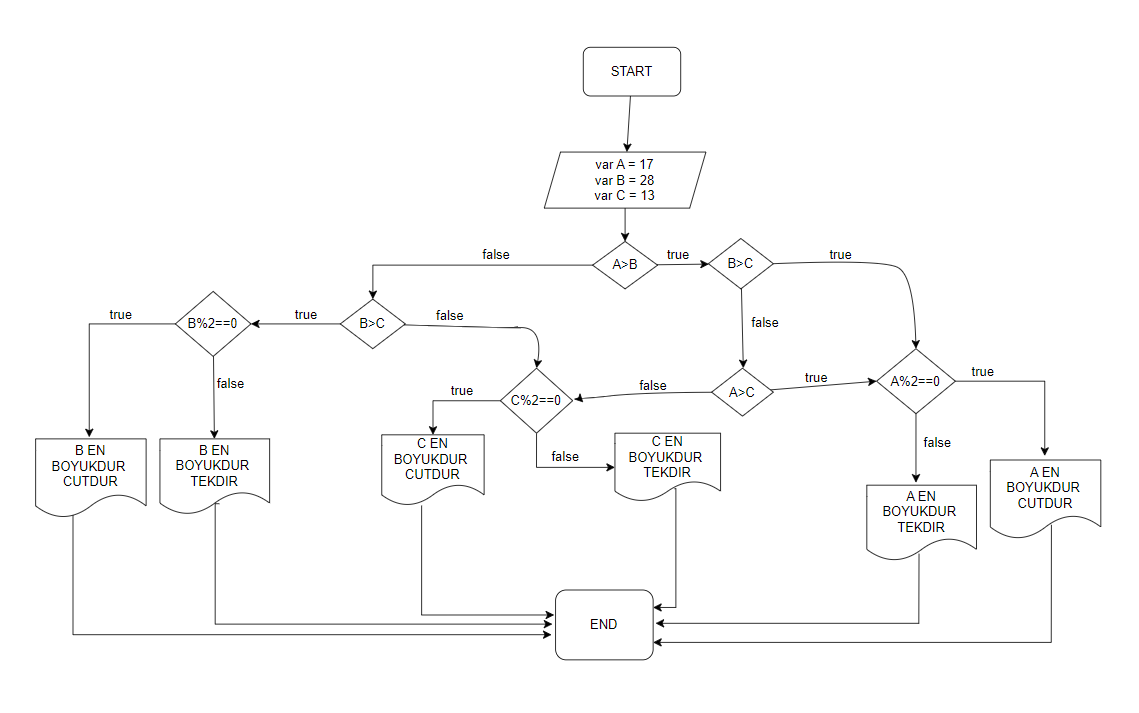 START
var A = 17
var B = 28
var C = 13
false
A>B
true
B>C
true
true
B%2==0
true
B>C
false
false
false
true
C%2==0
false
A>C
true
A%2==0
true
false
false
B EN
BOYUKDUR
CUTDUR
B EN
BOYUKDUR
TEKDIR
C EN
BOYUKDUR
CUTDUR
C EN
BOYUKDUR
TEKDIR
A EN
BOYUKDUR
TEKDIR
A EN
BOYUKDUR
CUTDUR
END